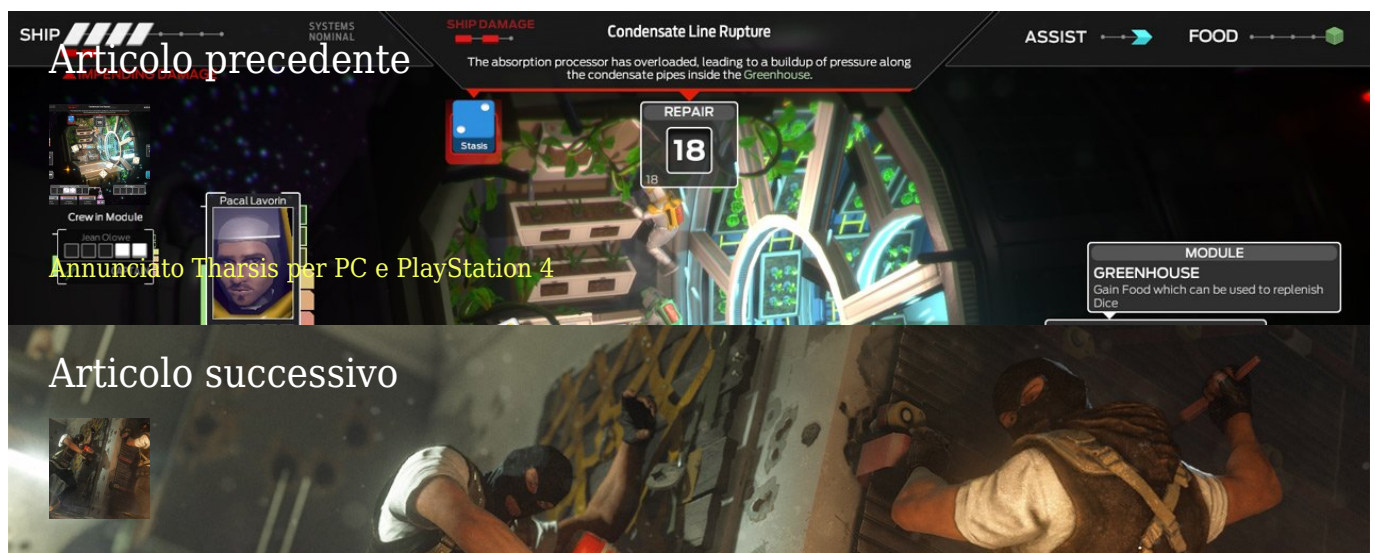 SHIP
SYSTEMS
NOMINAL
SHIP DAMAGE
Condensate Line Rupture
The absorption processor has overloaded, leading to a buildup of pressure along
the condensate pipes inside the Greenhouse.
ASSIST
FOOD
Articolo precedente
IMPENDING DAMAGE
Stasis
REPAIR
18
18
Pacal Lavorin
Crew in Module
Jean Olowe
Annunciato Tharsis per PC e PlayStation 4
MODULE
GREENHOUSE
Gain Food which can be used to replenish
Dice
Articolo successivo